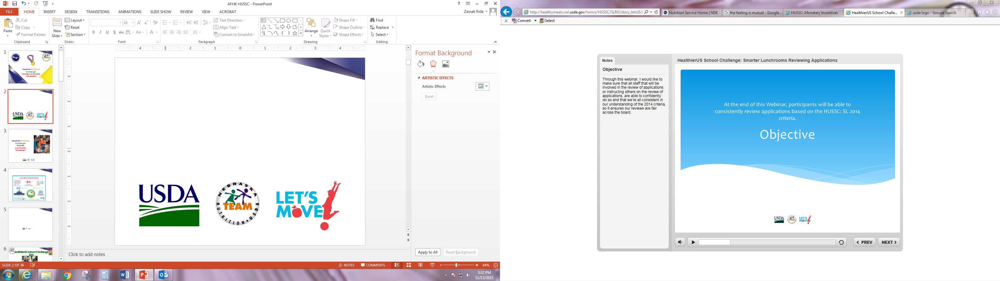 AFHK HUSSC - PowerPoint
FILE HOME INSERT DESIGN TRANSITIONS ANIMATIONS SLIDE SHOW REVIEW VIEW ACROBAT
Zainab Rida
Paste
Cut
Copy
Format Painter
Clipboard
New Slide
Layout
Reset
Section
Slides
18
Font
Text Direction
Align Text
Convert to SmartArt
Paragraph
Arrange
Quick Styles
Shape Fill
Shape Outline
Shape Effects
Drawing
Find
Replace
Select
Editing
1
HealthierUS School
Challenge-
Smarter Lunchroom
Movement
2
USDA
TEAM
LET'S MOVE!
3
HealthierUS School
Challenge-
Smarter
Lunchroom
Movement
4
Let's Move! Sub-initiatives
5
6
HealthierUS School Challenge
SLM
USDA
NEBRASKA
TEAM
NUTRITION • USDA
LET'S
MOVE
Click to add notes
Format Background
ARTISTIC EFFECTS
Artistic Effects
Reset
Apply to All
Reset Background
SLIDE 2 OF 36
NOTES
COMMENTS
84%
3:22 PM
11/13/2015
http://healthymeals.nal.usda.gov/hsmrs/HUSSC/SLRO/story_html5.h
Nutrition Service Home | NDE
the feeling is mutual - Google...
HUSSC: Monetary Incentives
HealthierUS School Challe...
usda logo - Google Search
x Convert Select
Notes
Objective
Through this webinar, I would like to
make sure that all staff that will be
involved in the review of applications
or instructing others on the review of
applications, are able to confidently
do so and that we're all consistent in
our understanding of the 2014 criteria,
so it ensures our reviews are fair
across the board.
HealthierUS School Challenge: Smarter Lunchrooms Reviewing Applications
At the end of this Webinar, participants will be able to
consistently review applications based on the HUSSC: SL 2014
criteria.
Objective
USDA
TEAM
LET'S
MOVE
PREV
NEXT